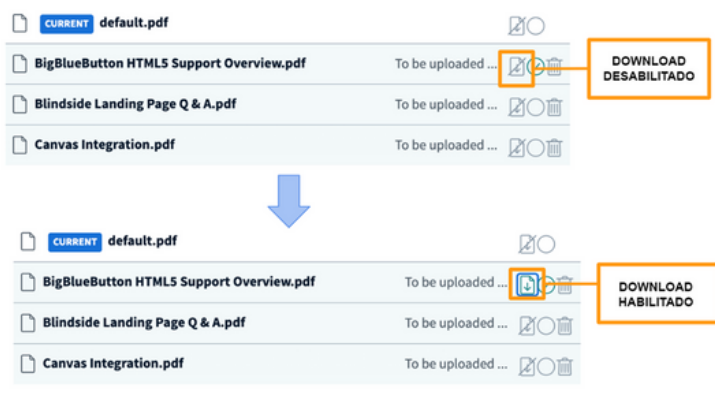 CURRENT default.pdf
BigBlueButton HTML5 Support Overview.pdf To be uploaded ...
DOWNLOAD
DESABILITADO
Blindside Landing Page Q & A.pdf To be uploaded ...
Canvas Integration.pdf To be uploaded ...
CURRENT default.pdf
BigBlueButton HTML5 Support Overview.pdf To be uploaded ...
DOWNLOAD
HABILITADO
Blindside Landing Page Q & A.pdf To be uploaded ...
Canvas Integration.pdf To be uploaded ...